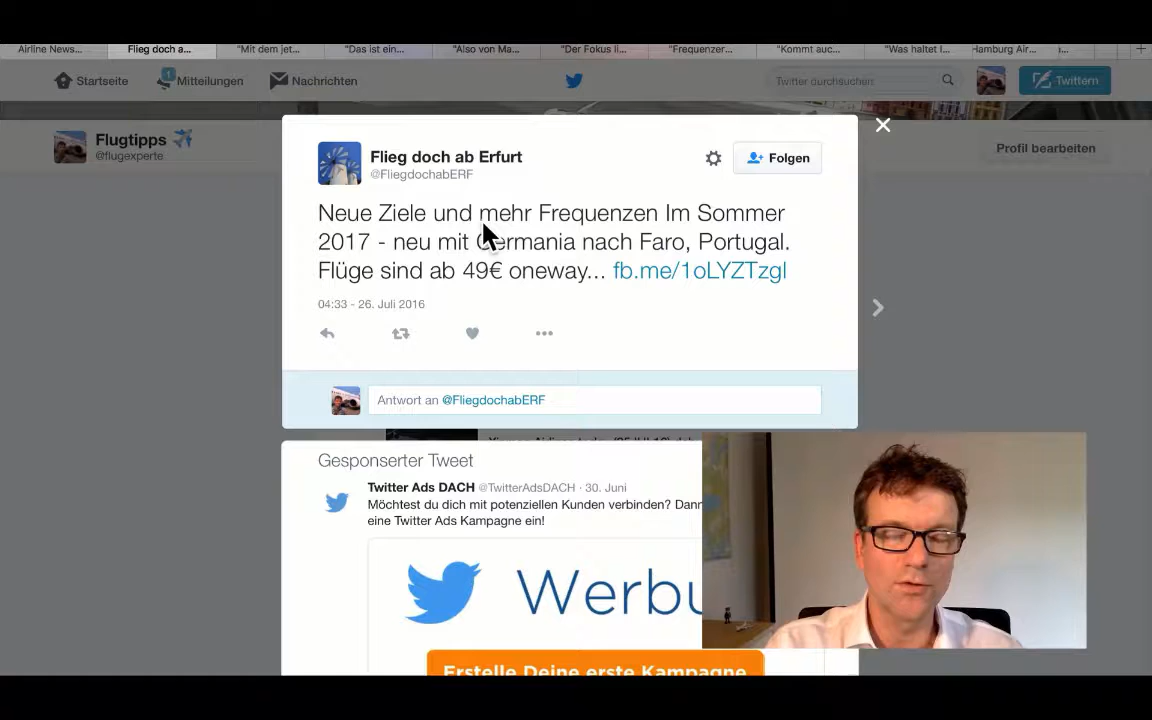 Airline News...
Flieg doch a...
"Mit dem jet...
"Das ist ein...
"Also von Ma...
"Der Fokus li...
"Frequenzer...
"Kommt auc...
"Was haltet I...
Hamburg Air...
Startseite
1
Mitteilungen
Nachrichten
Twitter durchsuchen
Twittern
Flugtipps
@flugexperte
Profil bearbeiten
Flieg doch ab Erfurt
@FliegdochabERF
Folgen
Neue Ziele und mehr Frequenzen Im Sommer
2017 - neu mit Germania nach Faro, Portugal.
Flüge sind ab 49€ oneway... fb.me/1oLYZTzgl
04:33 - 26. Juli 2016
Antwort an @FliegdochabERF
Gesponserter Tweet
Twitter Ads DACH @TwitterAdsDACH · 30. Juni
Möchtest du dich mit potenziellen Kunden verbinden? Dann
eine Twitter Ads Kampagne ein!
Werbu
Erstelle Deine erste Kampagne